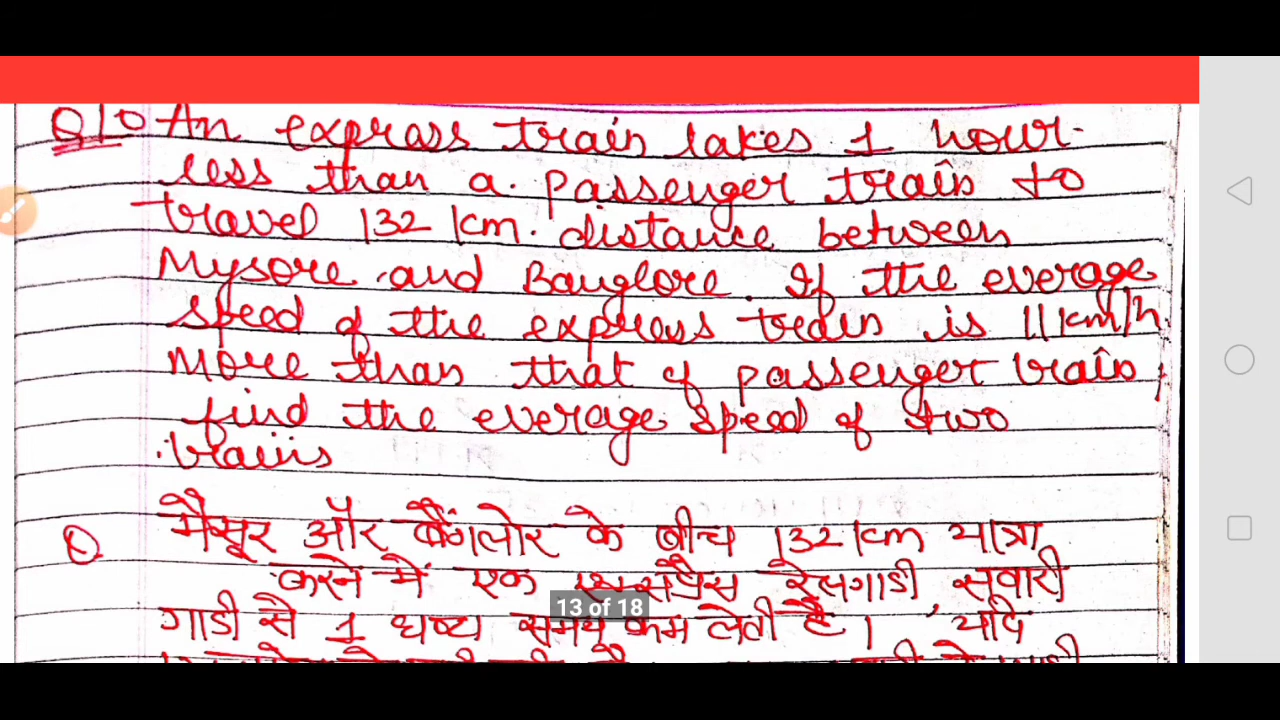 Q10 An express train takes 1 hour
less than a passenger train to
travel 132 km. distance between
Mysore and Banglore. If the everage
speed of the express train is 11 km/h
more than that of passenger train,
find the everage speed of two
trains
Q मैसूर और बैंगलोर के बीच 132 km यात्रा
करने में एक रेलगाडी, सवारी
गाडी से 1 घण्टा समय कम लेती है। यदि
13 of 18